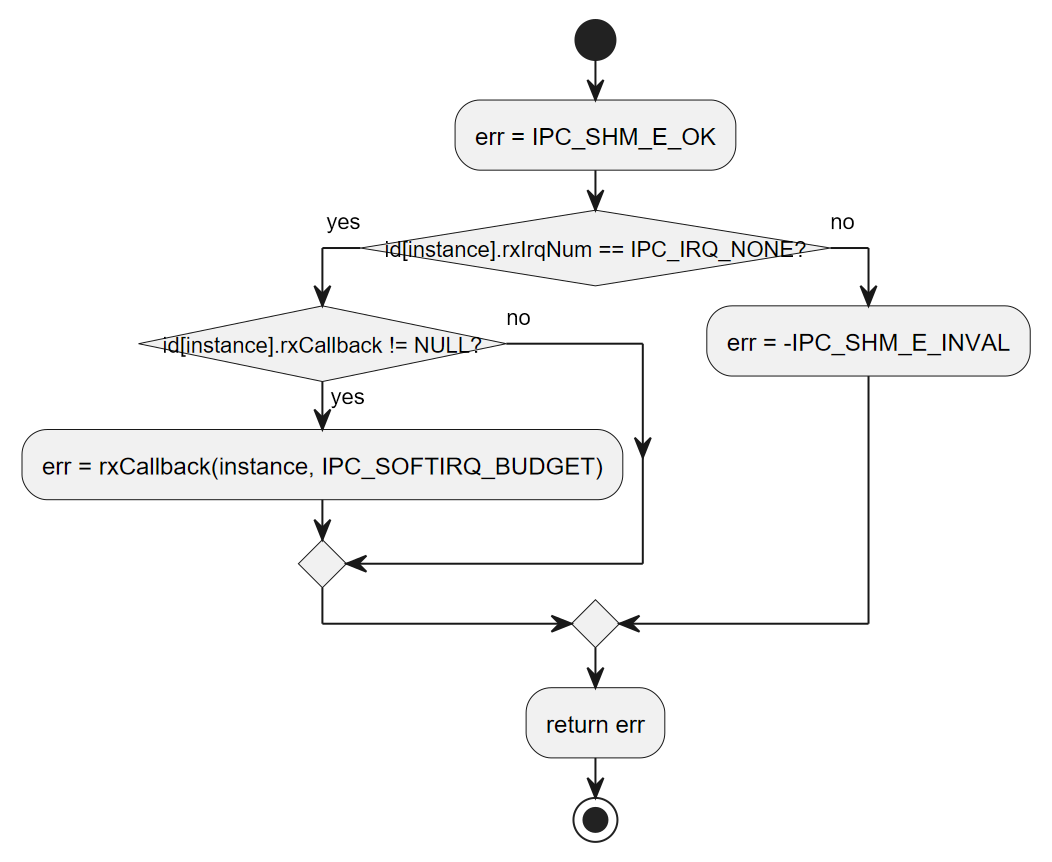 err = IPC_SHM_E_OK
yes
id[instance].rxIrqNum == IPC_IRQ_NONE?
no
id[instance].rxCallback != NULL?
no
yes
err = -IPC_SHM_E_INVAL
err = rxCallback(instance, IPC_SOFTIRQ_BUDGET)
return err